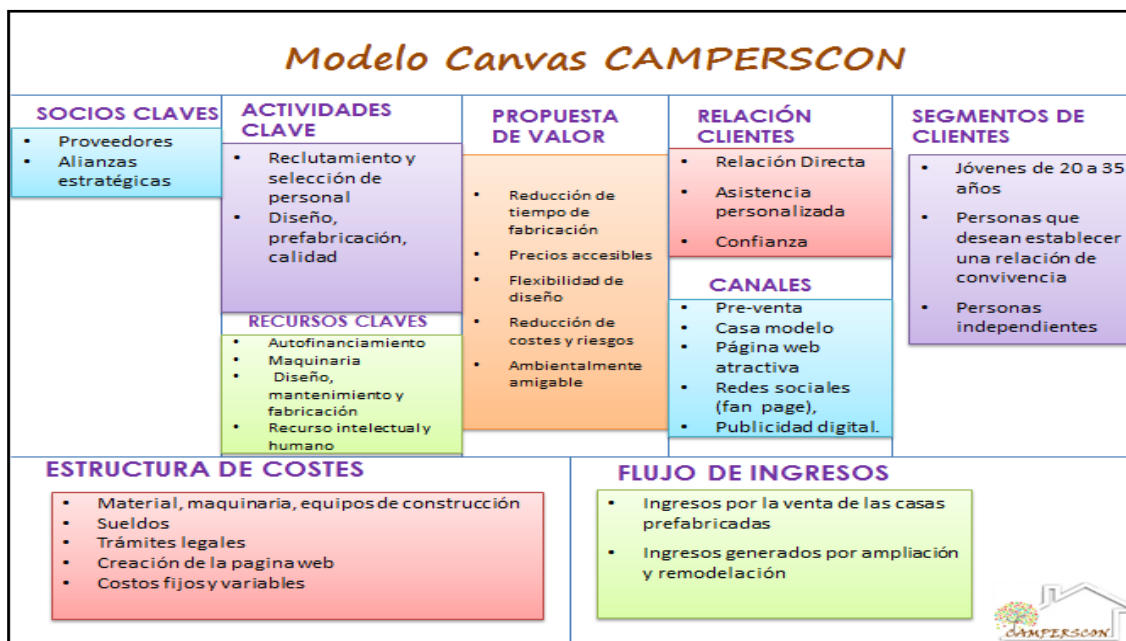 Modelo Canvas CAMPERSCON
SOCIOS CLAVES
• Proveedores
• Alianzas
estratégicas
ACTIVIDADES
CLAVE
• Reclutamiento y
selección de
personal
• Diseño,
prefabricación,
calidad
RECURSOS CLAVES
• Autofinanciamiento
• Maquinaria
• Diseño,
mantenimiento y
fabricación
• Recurso intelectual y
humano
PROPUESTA
DE VALOR
• Reducción de
tiempo de
fabricación
• Precios accesibles
• Flexibilidad de
diseño
• Reducción de
costes y riesgos
• Ambientalmente
amigable
RELACIÓN
CLIENTES
• Relación Directa
• Asistencia
personalizada
• Confianza
CANALES
• Pre-venta
• Casa modelo
• Página web
atractiva
• Redes sociales
(fan page),
• Publicidad digital.
SEGMENTOS DE
CLIENTES
• Jóvenes de 20 a 35
años
• Personas que
desean establecer
una relación de
convivencia
• Personas
independientes
ESTRUCTURA DE COSTES
• Material, maquinaria, equipos de construcción
• Sueldos
• Trámites legales
• Creación de la pagina web
• Costos fijos y variables
FLUJO DE INGRESOS
• Ingresos por la venta de las casas
prefabricadas
• Ingresos generados por ampliación
y remodelación
CAMPERSCON